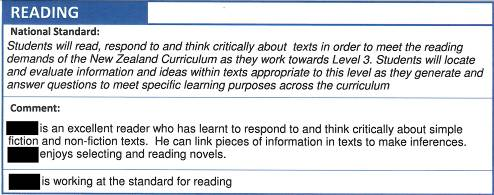 READING
National Standard:
Students will read, respond to and think critically about texts in order to meet the reading
demands of the New Zealand Curriculum as they work towards Level 3. Students will locate
and evaluate information and ideas within texts appropriate to this level as they generate and
answer questions to meet specific learning purposes across the curriculum
Comment:
is an excellent reader who has learnt to respond to and think critically about simple
fiction and non-fiction texts. He can link pieces of information in texts to make inferences.
enjoys selecting and reading novels.
is working at the standard for reading